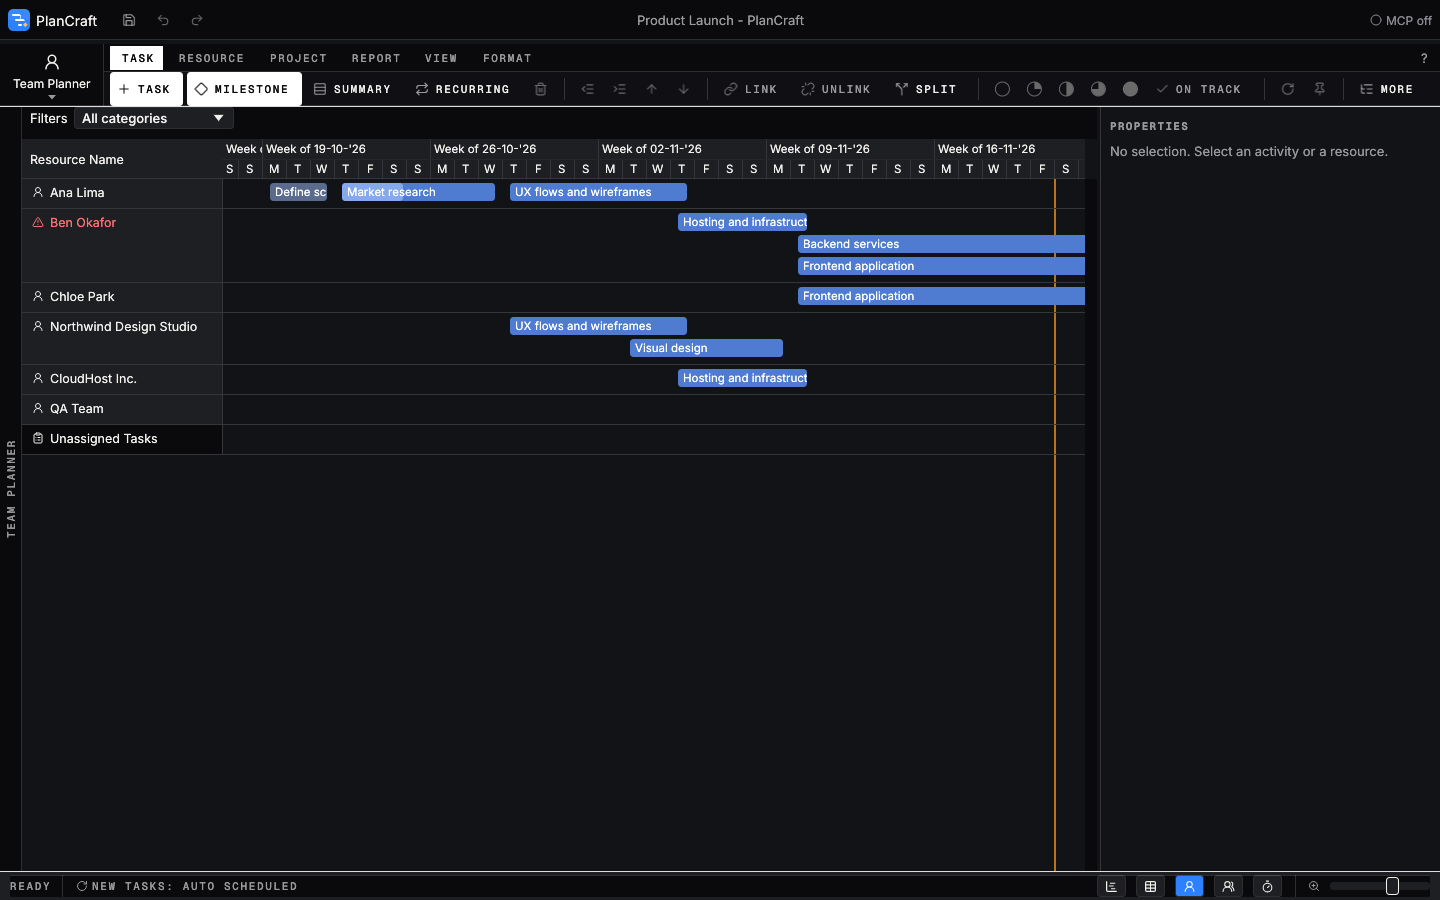 PlanCraft
Product Launch - PlanCraft
MCP off
Team Planner
TASK RESOURCE PROJECT REPORT VIEW FORMAT
?
TASK MILESTONE SUMMARY RECURRING LINK UNLINK SPLIT ON TRACK MORE
Filters All categories
PROPERTIES
No selection. Select an activity or a resource.
Resource Name
Week Week of 19-10-'26 Week of 26-10-'26 Week of 02-11-'26 Week of 09-11-'26 Week of 16-11-'26
S S M T W T F S S M T W T F S S M T W T F S S M T W T F S S M T W T F S
Ana Lima Define sc Market research UX flows and wireframes
Ben Okafor Hosting and infrastruct
Backend services
Frontend application
Chloe Park Frontend application
Northwind Design Studio UX flows and wireframes
Visual design
CloudHost Inc. Hosting and infrastruct
QA Team
Unassigned Tasks
TEAM PLANNER
READY NEW TASKS: AUTO SCHEDULED